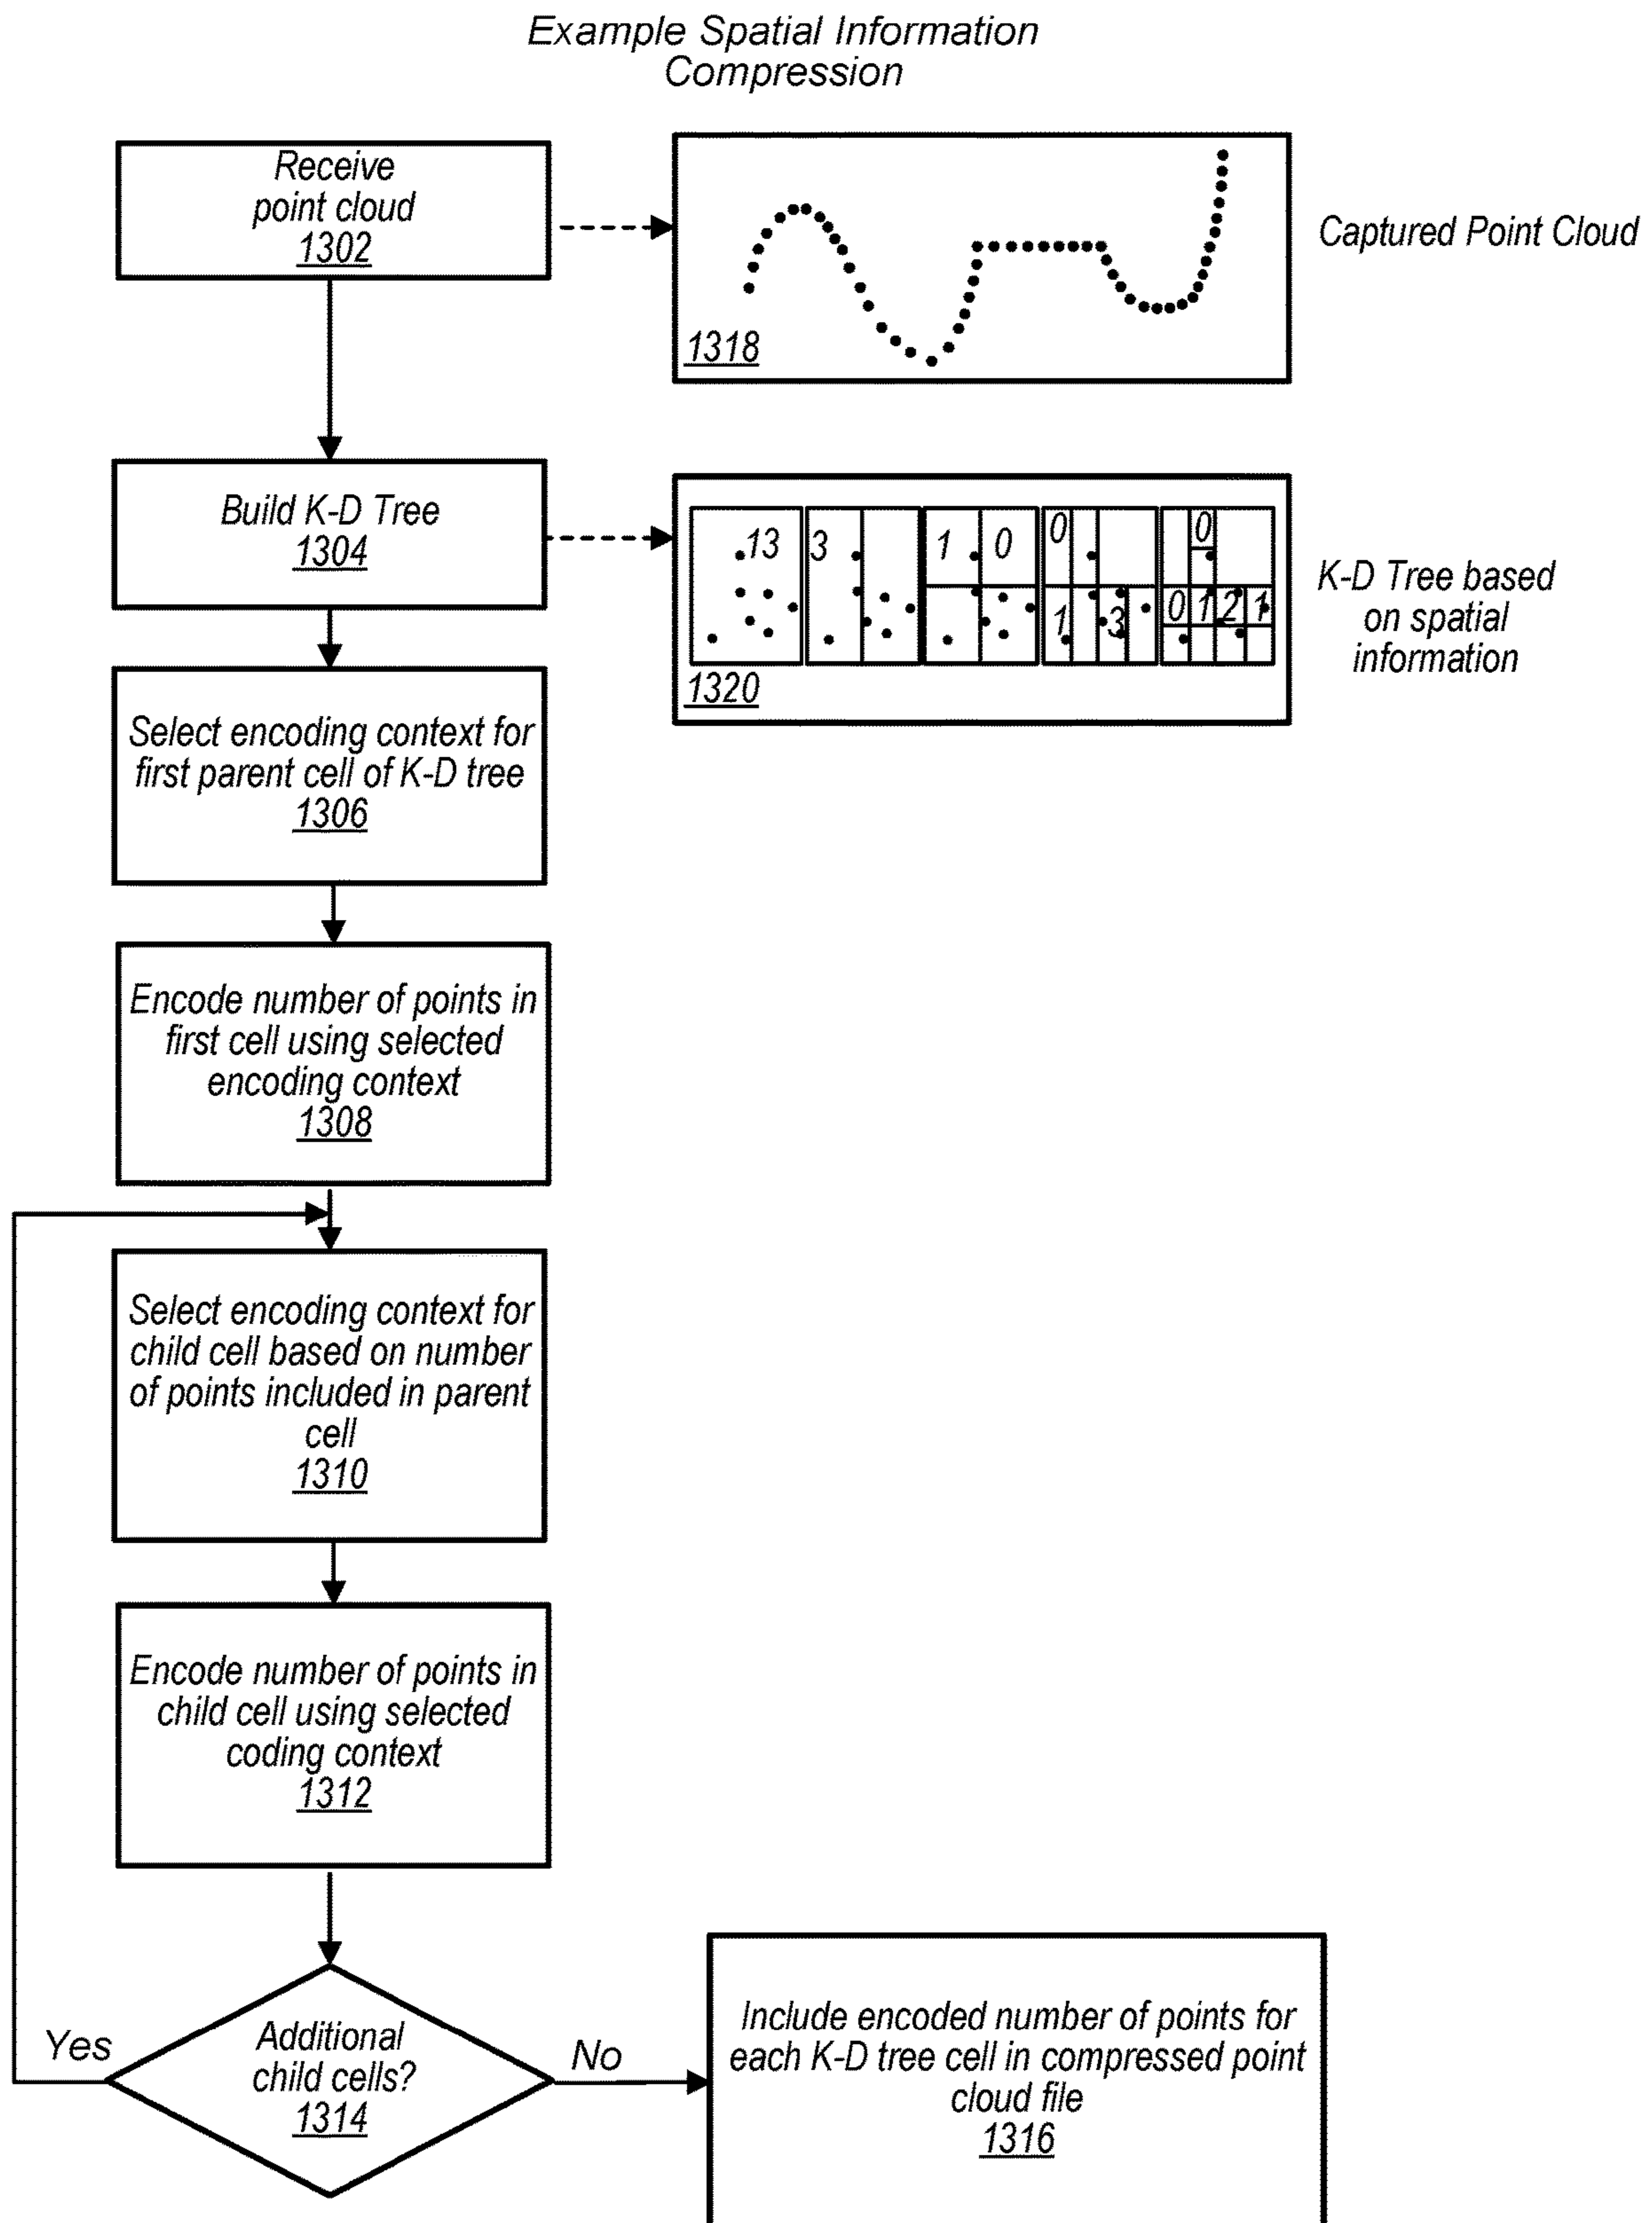 Example Spatial Information
Compression
Receive
point cloud
1302
Captured Point Cloud
1318
Build K-D Tree
1304
13 3 1 0 0 0
1 3 0 1 2 1
1320
K-D Tree based
on spatial
information
Select encoding context for
first parent cell of K-D tree
1306
Encode number of points in
first cell using selected
encoding context
1308
Select encoding context for
child cell based on number
of points included in parent
cell
1310
Encode number of points in
child cell using selected
coding context
1312
Additional
child cells?
1314
Yes
No
Include encoded number of points for
each K-D tree cell in compressed point
cloud file
1316